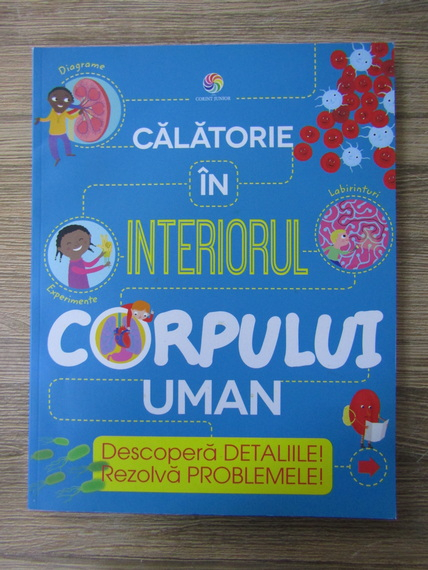 Diagrame
CORINT JUNIOR
CĂLĂTORIE
ÎN
Labirinturi
INTERIORUL
Experimente
CORPULUI
UMAN
Descoperă DETALIILE!
Rezolvă PROBLEMELE!